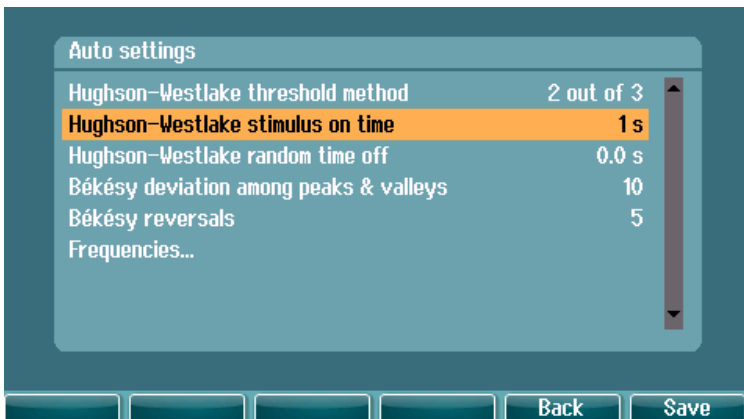 Auto settings
Hughson-Westlake threshold method 2 out of 3
Hughson-Westlake stimulus on time 1 s
Hughson-Westlake random time off 0.0 s
Békésy deviation among peaks & valleys 10
Békésy reversals 5
Frequencies...
Back Save